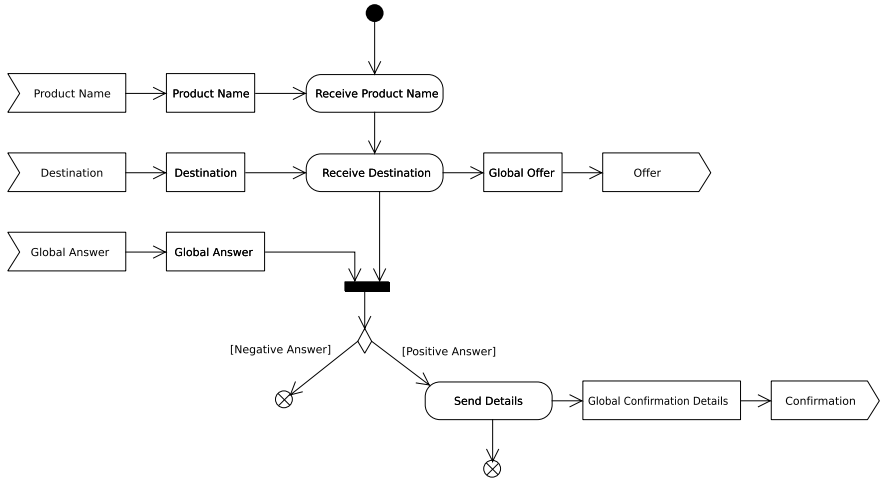 Product Name
Product Name
Receive Product Name
Destination
Destination
Receive Destination
Global Offer
Offer
Global Answer
Global Answer
[Negative Answer]
[Positive Answer]
Send Details
Global Confirmation Details
Confirmation